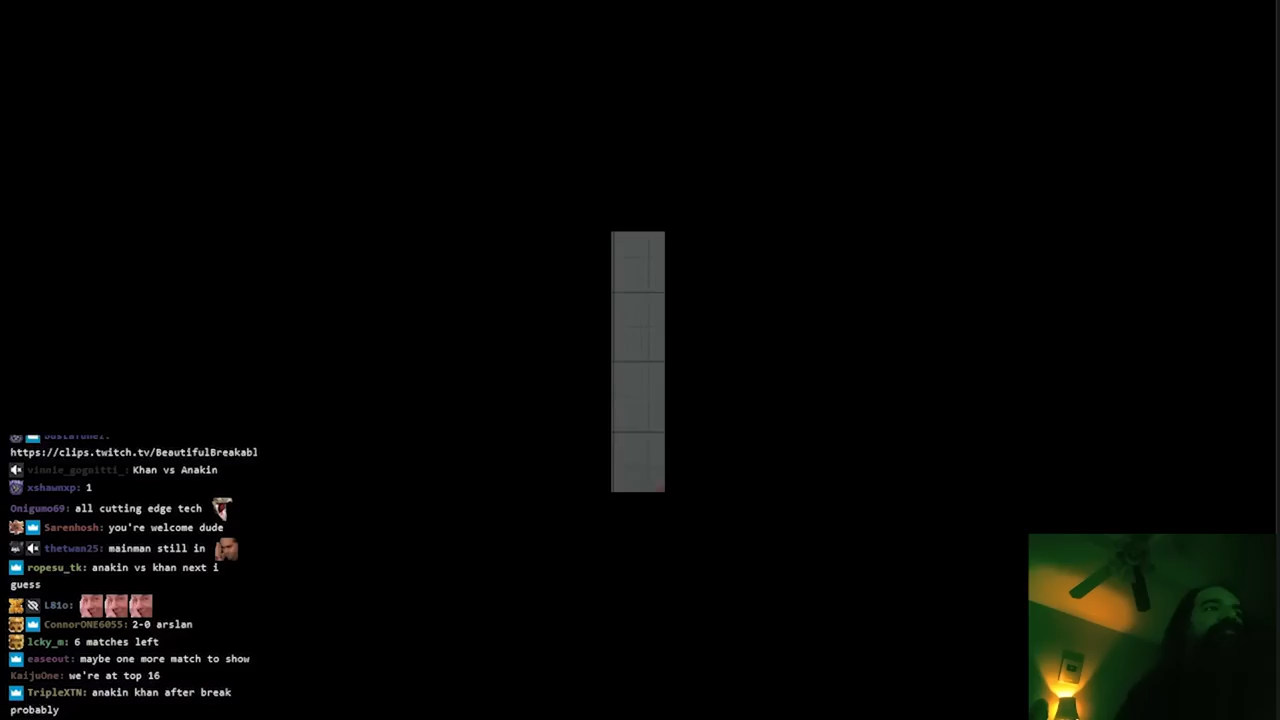 https://clips.twitch.tv/BeautifulBreakabl
vinnie_gognitti_: Khan vs Anakin
xshawnxp: 1
Onigumo69: all cutting edge tech
Sarenhosh: you're welcome dude
thetwan25: mainman still in
ropesu_tk: anakin vs khan next i
guess
L81o:
ConnorONE6055: 2-0 arslan
lcky_m: 6 matches left
easeout: maybe one more match to show
KaijuOne: we're at top 16
TripleXTN: anakin khan after break
probably